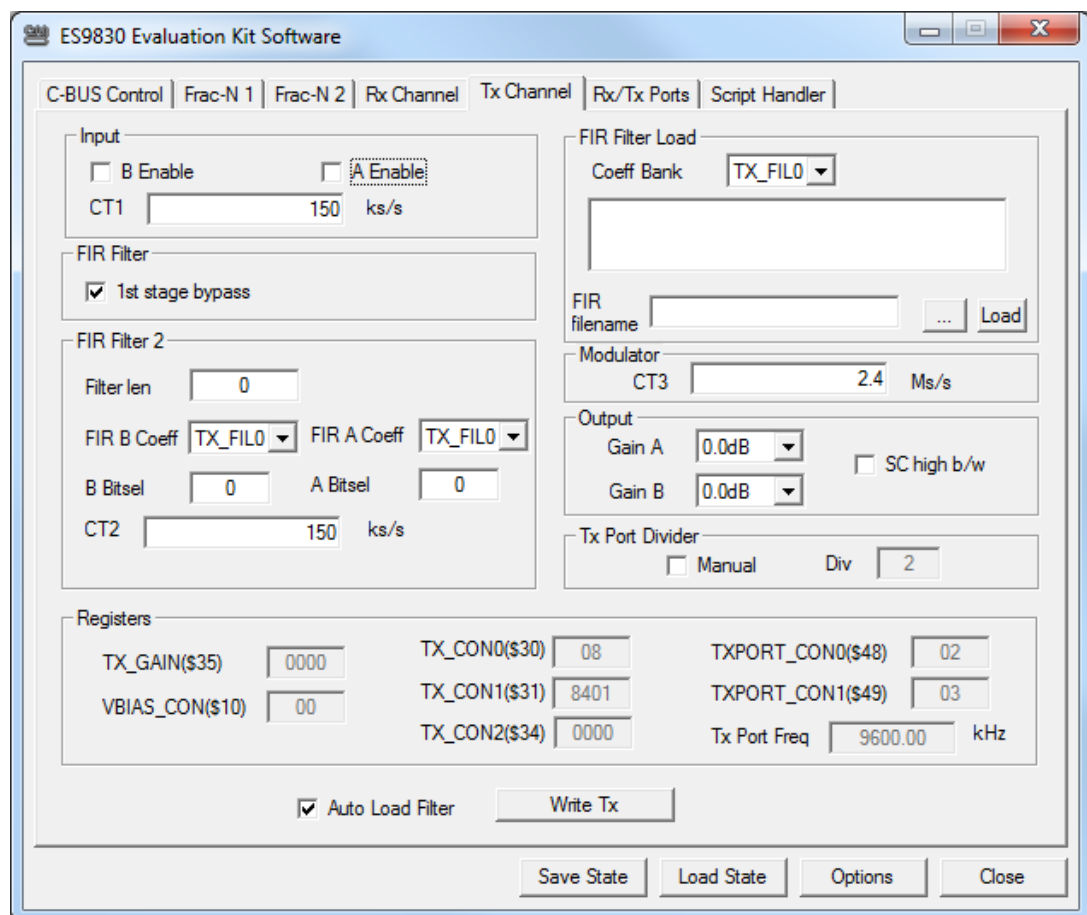 ES9830 Evaluation Kit Software
X
C-BUS Control Frac-N 1 Frac-N 2 Rx Channel Tx Channel Rx/Tx Ports Script Handler
Input
B Enable A Enable
CT1 150 ks/s
FIR Filter
1st stage bypass
FIR Filter 2
Filter len 0
FIR B Coeff TX_FIL0 FIR A Coeff TX_FIL0
B Bitsel 0 A Bitsel 0
CT2 150 ks/s
FIR Filter Load
Coeff Bank TX_FIL0
FIR
filename ... Load
Modulator
CT3 2.4 Ms/s
Output
Gain A 0.0dB
SC high b/w
Gain B 0.0dB
Tx Port Divider
Manual Div 2
Registers
TX_GAIN($35) 0000
VBIAS_CON($10) 00
TX_CON0($30) 08
TX_CON1($31) 8401
TX_CON2($34) 0000
TXPORT_CON0($48) 02
TXPORT_CON1($49) 03
Tx Port Freq 9600.00 kHz
Auto Load Filter Write Tx
Save State Load State Options Close